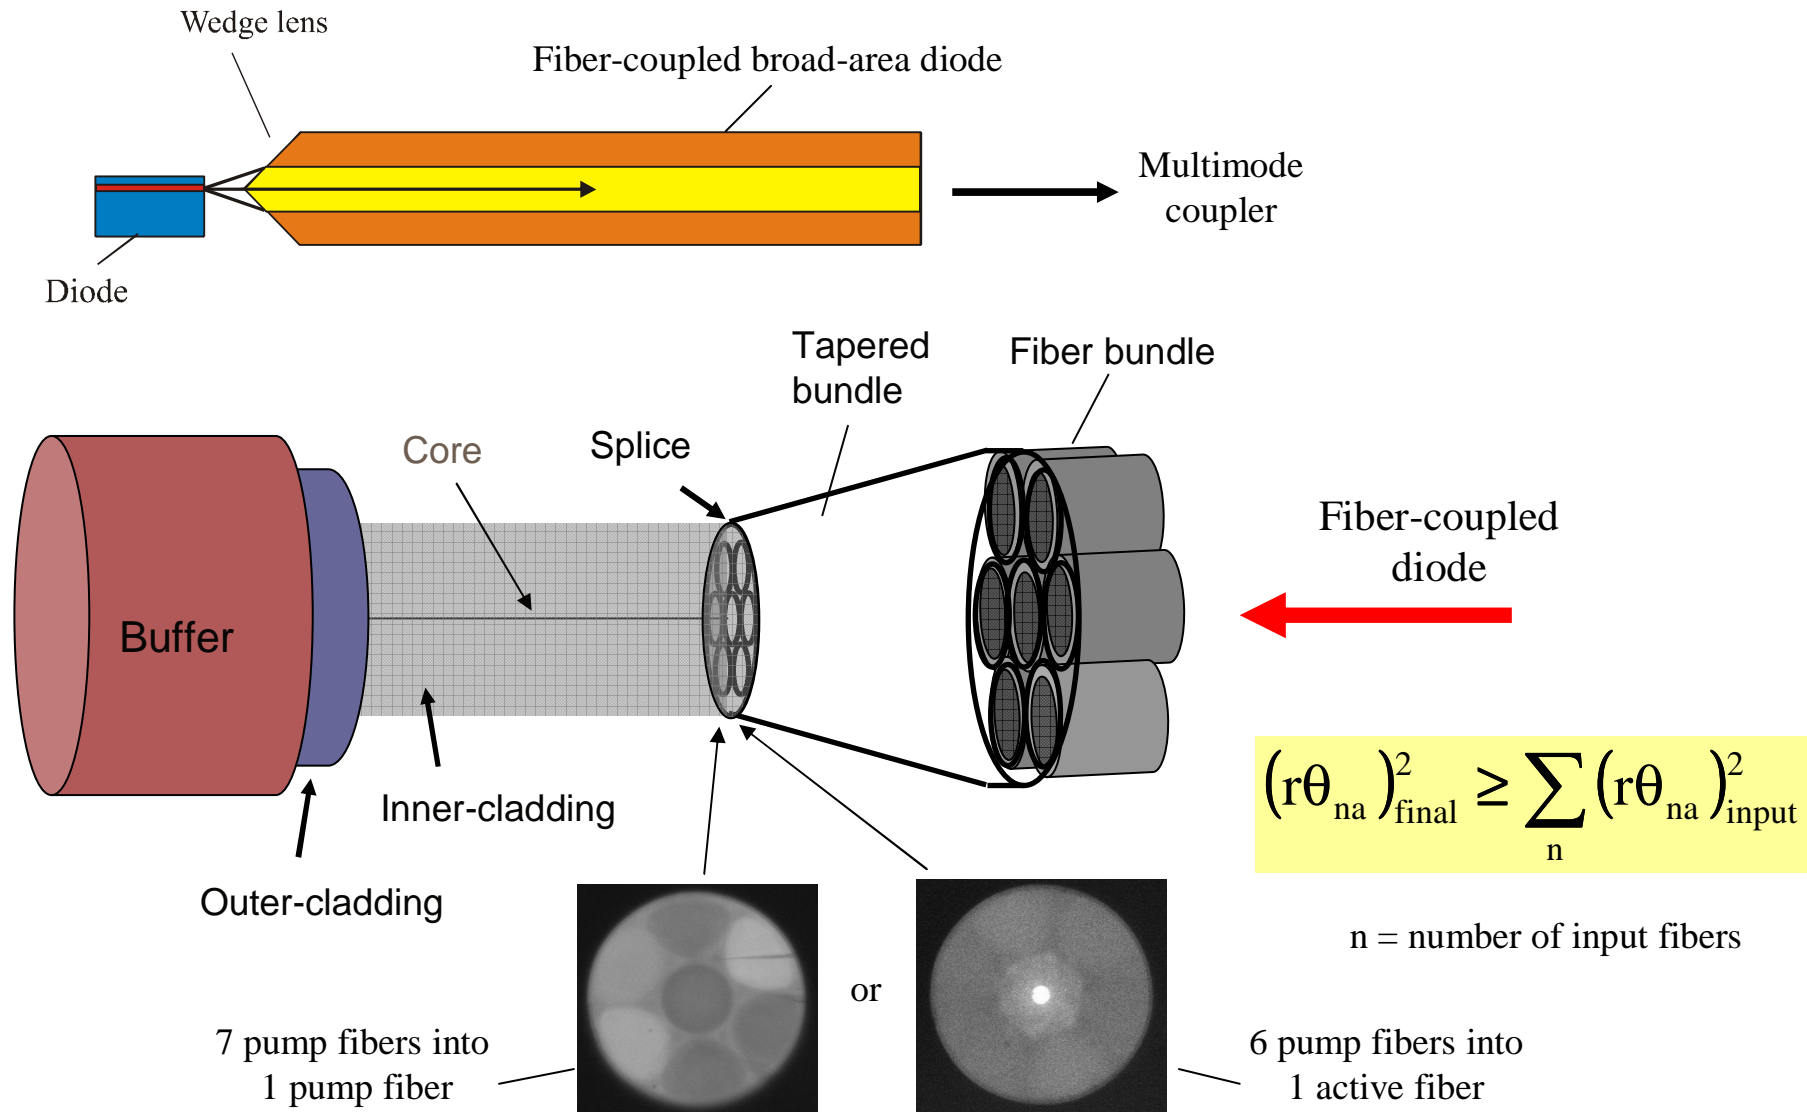 Wedge lens
Fiber-coupled broad-area diode
Multimode
coupler
Diode
Tapered
bundle
Fiber bundle
Core
Splice
Fiber-coupled
diode
Buffer
Inner-cladding
Outer-cladding
(rθna)²final ≥ ∑n (rθna)²input
n = number of input fibers
or
7 pump fibers into
1 pump fiber
6 pump fibers into
1 active fiber